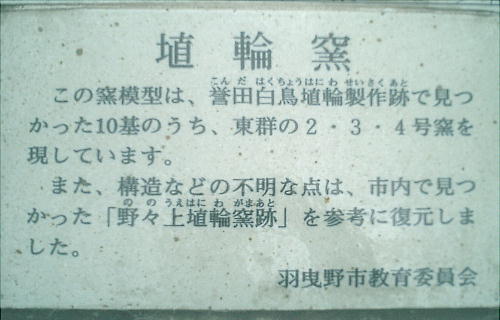 埴輪窯
この窯模型は、誉田白鳥埴輪製作跡で見つ
かった10基のうち、東群の2・3・4号窯を
現しています。
また、構造などの不明な点は、市内で見つ
かった「野々上埴輪窯跡」を参考に復元しま
した。
羽曳野市教育委員会